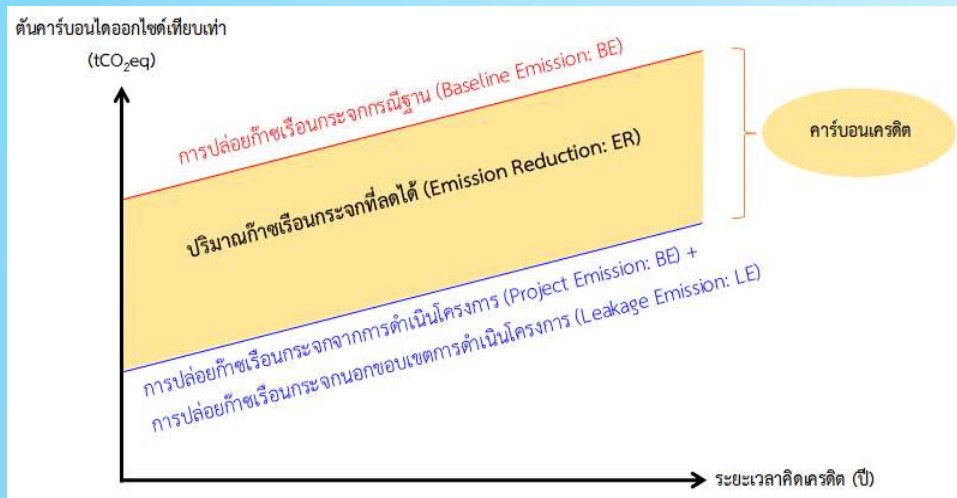 ตันคาร์บอนไดออกไซด์เทียบเท่า
(tCO₂eq)
การปล่อยก๊าซเรือนกระจกกรณีฐาน (Baseline Emission: BE)
คาร์บอนเครดิต
ปริมาณก๊าซเรือนกระจกที่ลดได้ (Emission Reduction: ER)
การปล่อยก๊าซเรือนกระจกจากการดำเนินโครงการ (Project Emission: BE) +
การปล่อยก๊าซเรือนกระจกนอกขอบเขตการดำเนินโครงการ (Leakage Emission: LE)
ระยะเวลาคิดเครดิต (ปี)